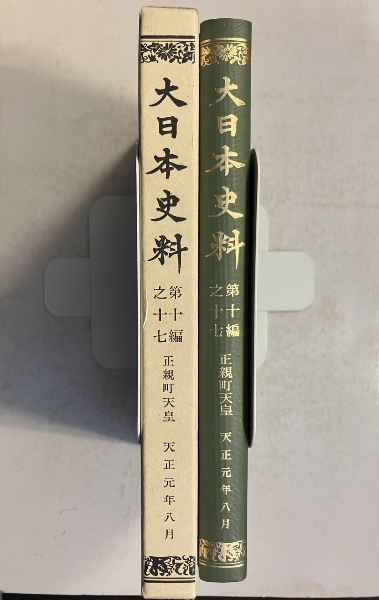 大日本史料
第十編
之十七
正親町天皇
天正元年八月
大日本史料
第十編
之十七
正親町天皇
天正元年八月